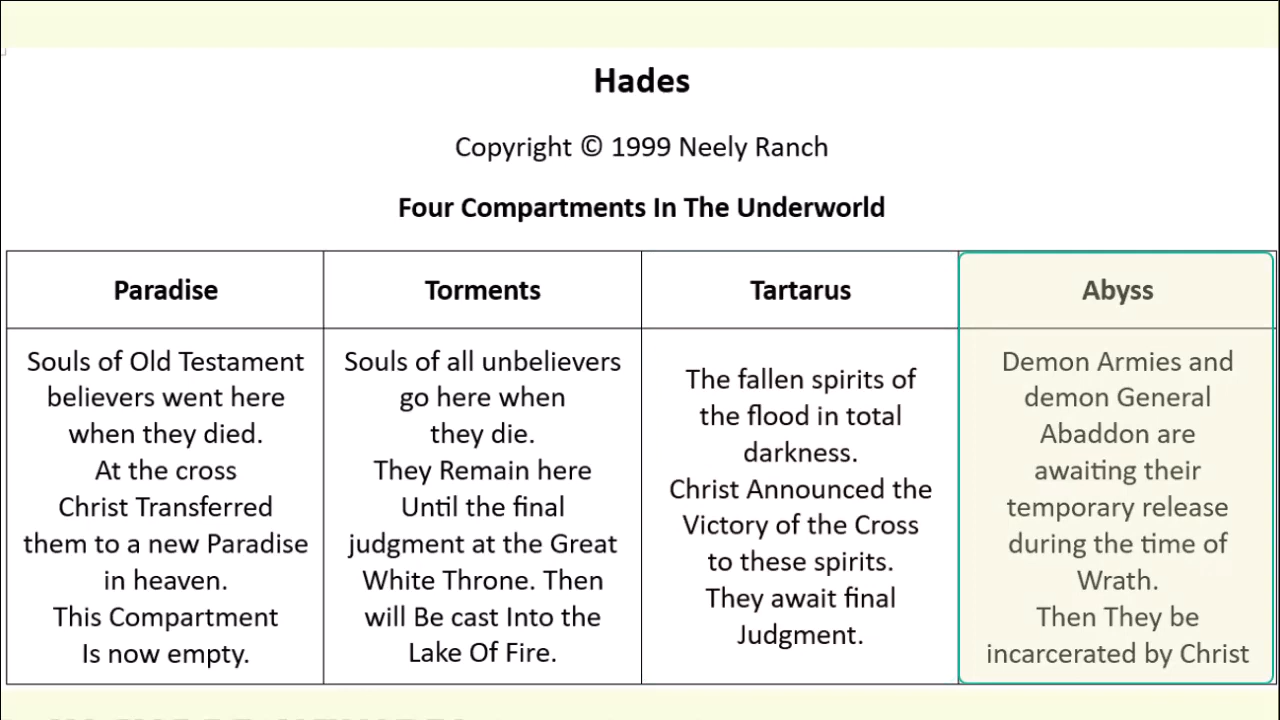 Hades
Copyright © 1999 Neely Ranch
Four Compartments In The Underworld
Paradise
Souls of Old Testament
believers went here
when they died.
At the cross
Christ Transferred
them to a new Paradise
in heaven.
This Compartment
Is now empty.
Torments
Souls of all unbelievers
go here when
they die.
They Remain here
Until the final
judgment at the Great
White Throne. Then
will Be cast Into the
Lake Of Fire.
Tartarus
The fallen spirits of
the flood in total
darkness.
Christ Announced the
Victory of the Cross
to these spirits.
They await final
Judgment.
Abyss
Demon Armies and
demon General
Abaddon are
awaiting their
temporary release
during the time of
Wrath.
Then They be
incarcerated by Christ